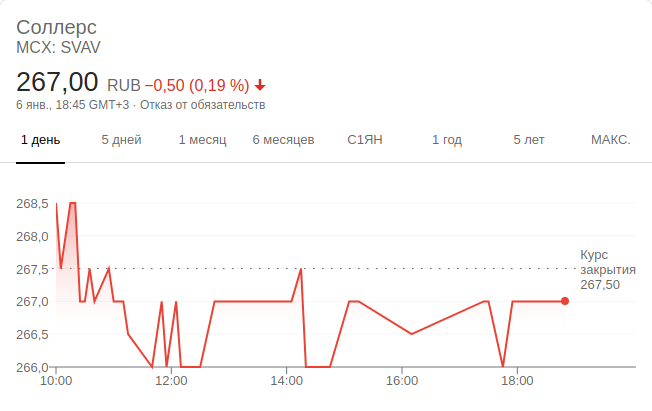 Соллерс
MCX: SVAV
267,00 RUB −0,50 (0,19 %)
6 янв., 18:45 GMT+3 · Отказ от обязательств
1 день 5 дней 1 месяц 6 месяцев С1ЯН 1 год 5 лет МАКС.
268,5
268,0
267,5
267,0
266,5
266,0
Курс
закрытия
267,50
10:00 12:00 14:00 16:00 18:00